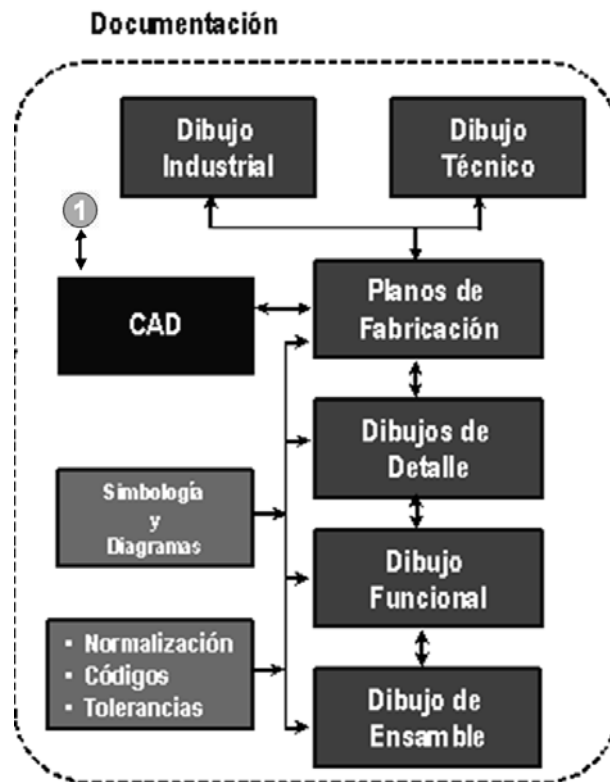 Documentación
Dibujo
Industrial
Dibujo
Técnico
1
CAD
Planos de
Fabricación
Dibujos de
Detalle
Simbología
y
Diagramas
Dibujo
Funcional
▪ Normalización
▪ Códigos
▪ Tolerancias
Dibujo de
Ensamble